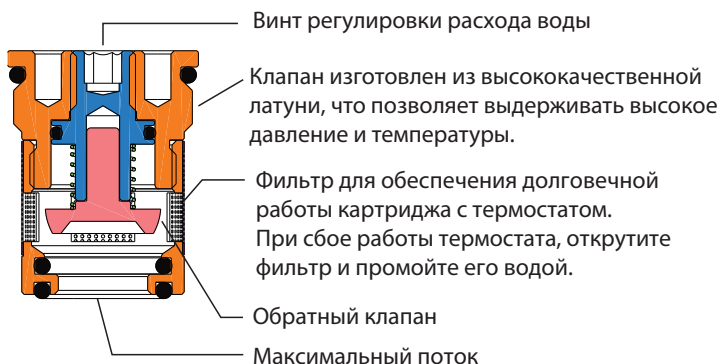 Винт регулировки расхода воды
Клапан изготовлен из высококачественной
латуни, что позволяет выдерживать высокое
давление и температуры.
Фильтр для обеспечения долговечной
работы картриджа с термостатом.
При сбое работы термостата, открутите
фильтр и промойте его водой.
Обратный клапан
Максимальный поток